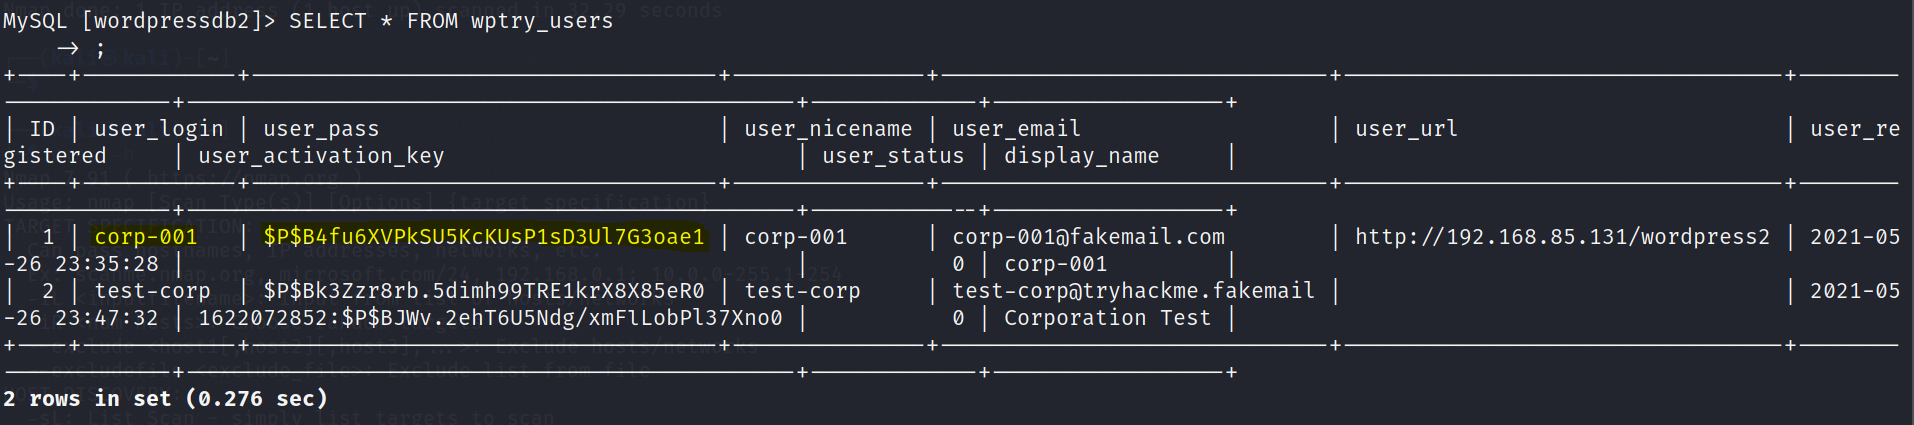 MySQL [wordpressdb2]> SELECT * FROM wptry_users
    → ;
| ID | user_login | user_pass                          | user_nicename | user_email                   | user_url                         | user_re
gistered     | user_activation_key                           | user_status | display_name     |
|  1 | corp-001   | $P$B4fu6XVPkSU5KcKUsP1sD3Ul7G3oae1 | corp-001      | corp-001@fakemail.com        | http://192.168.85.131/wordpress2 | 2021-05
-26 23:35:28 |                                               |           0 | corp-001         |
|  2 | test-corp  | $P$Bk3Zzr8rb.5dimh99TRE1krX8X85eR0 | test-corp     | test-corp@tryhackme.fakemail |                                  | 2021-05
-26 23:47:32 | 1622072852:$P$BJWv.2ehT6U5Ndg/xmFlLobPl37Xno0 |           0 | Corporation Test |
2 rows in set (0.276 sec)